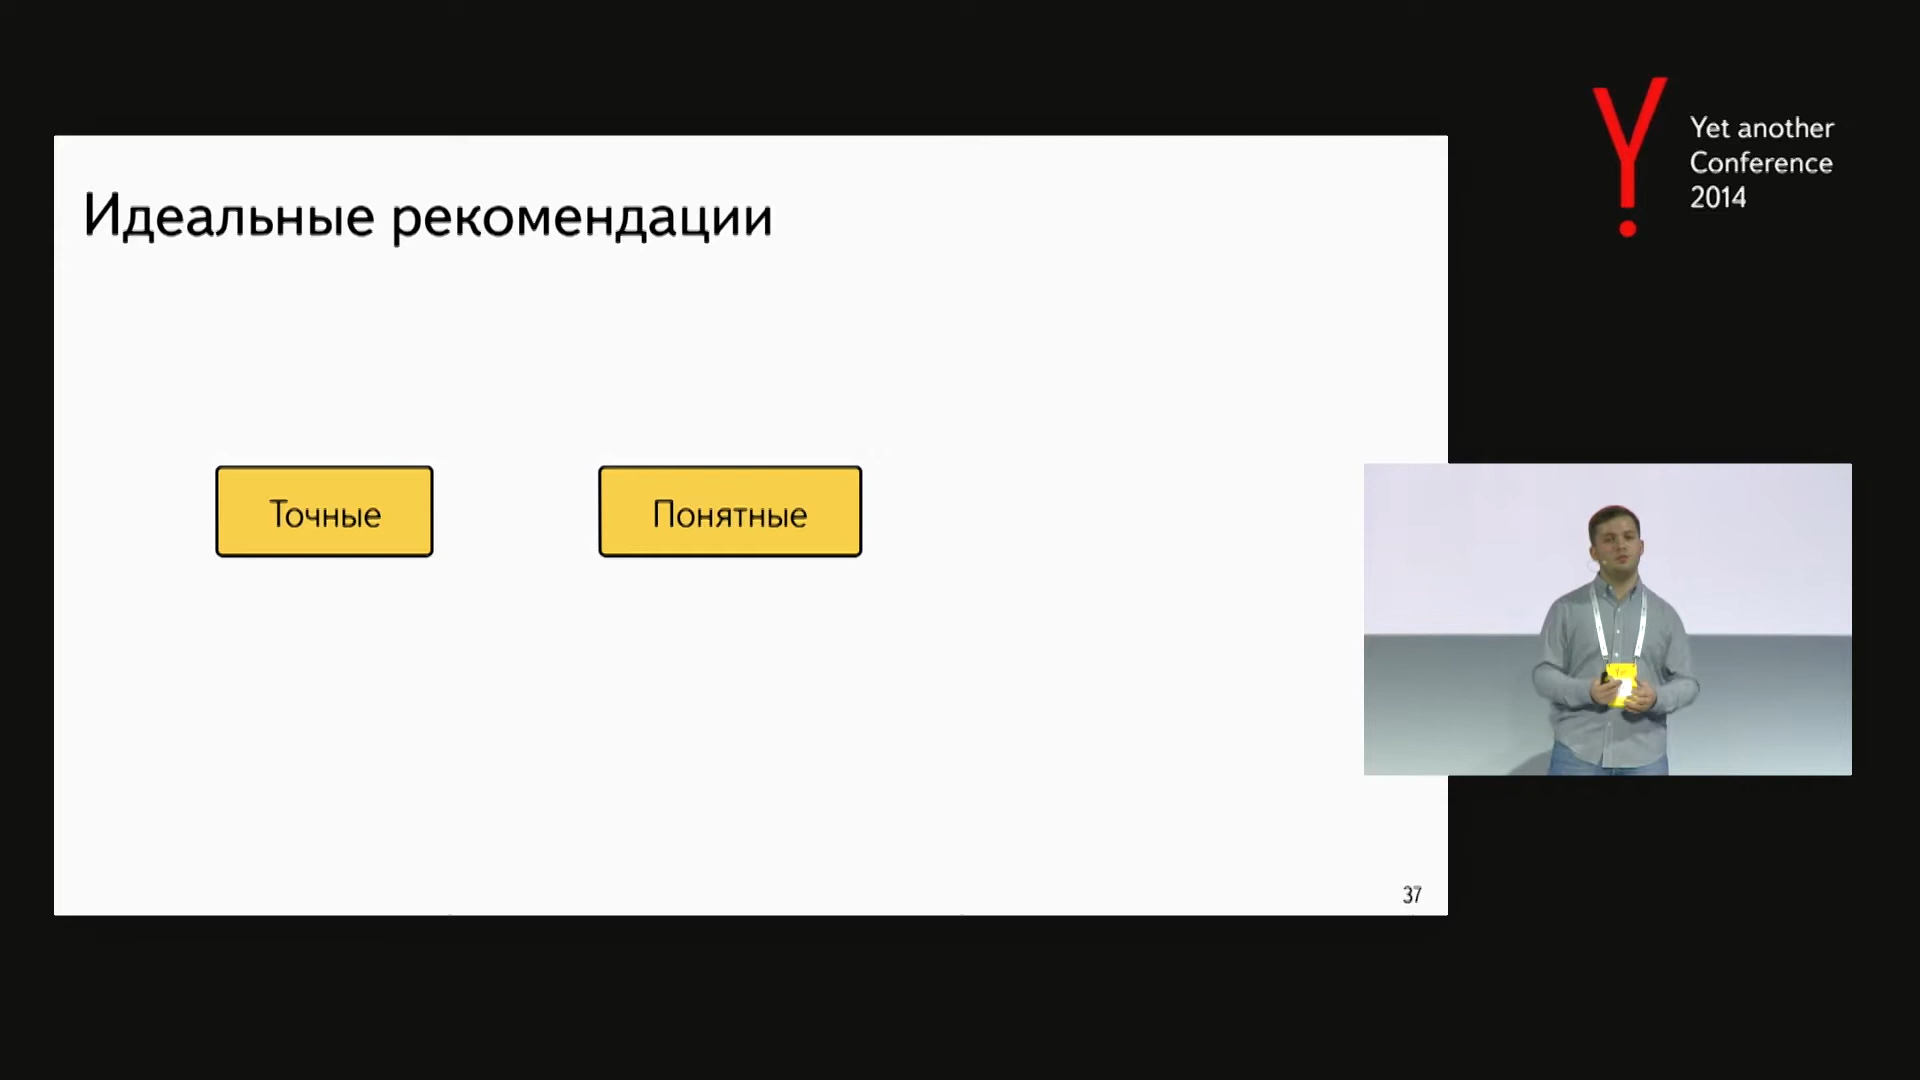 Идеальные рекомендации
Точные
Понятные
37
Yet another
Conference
2014